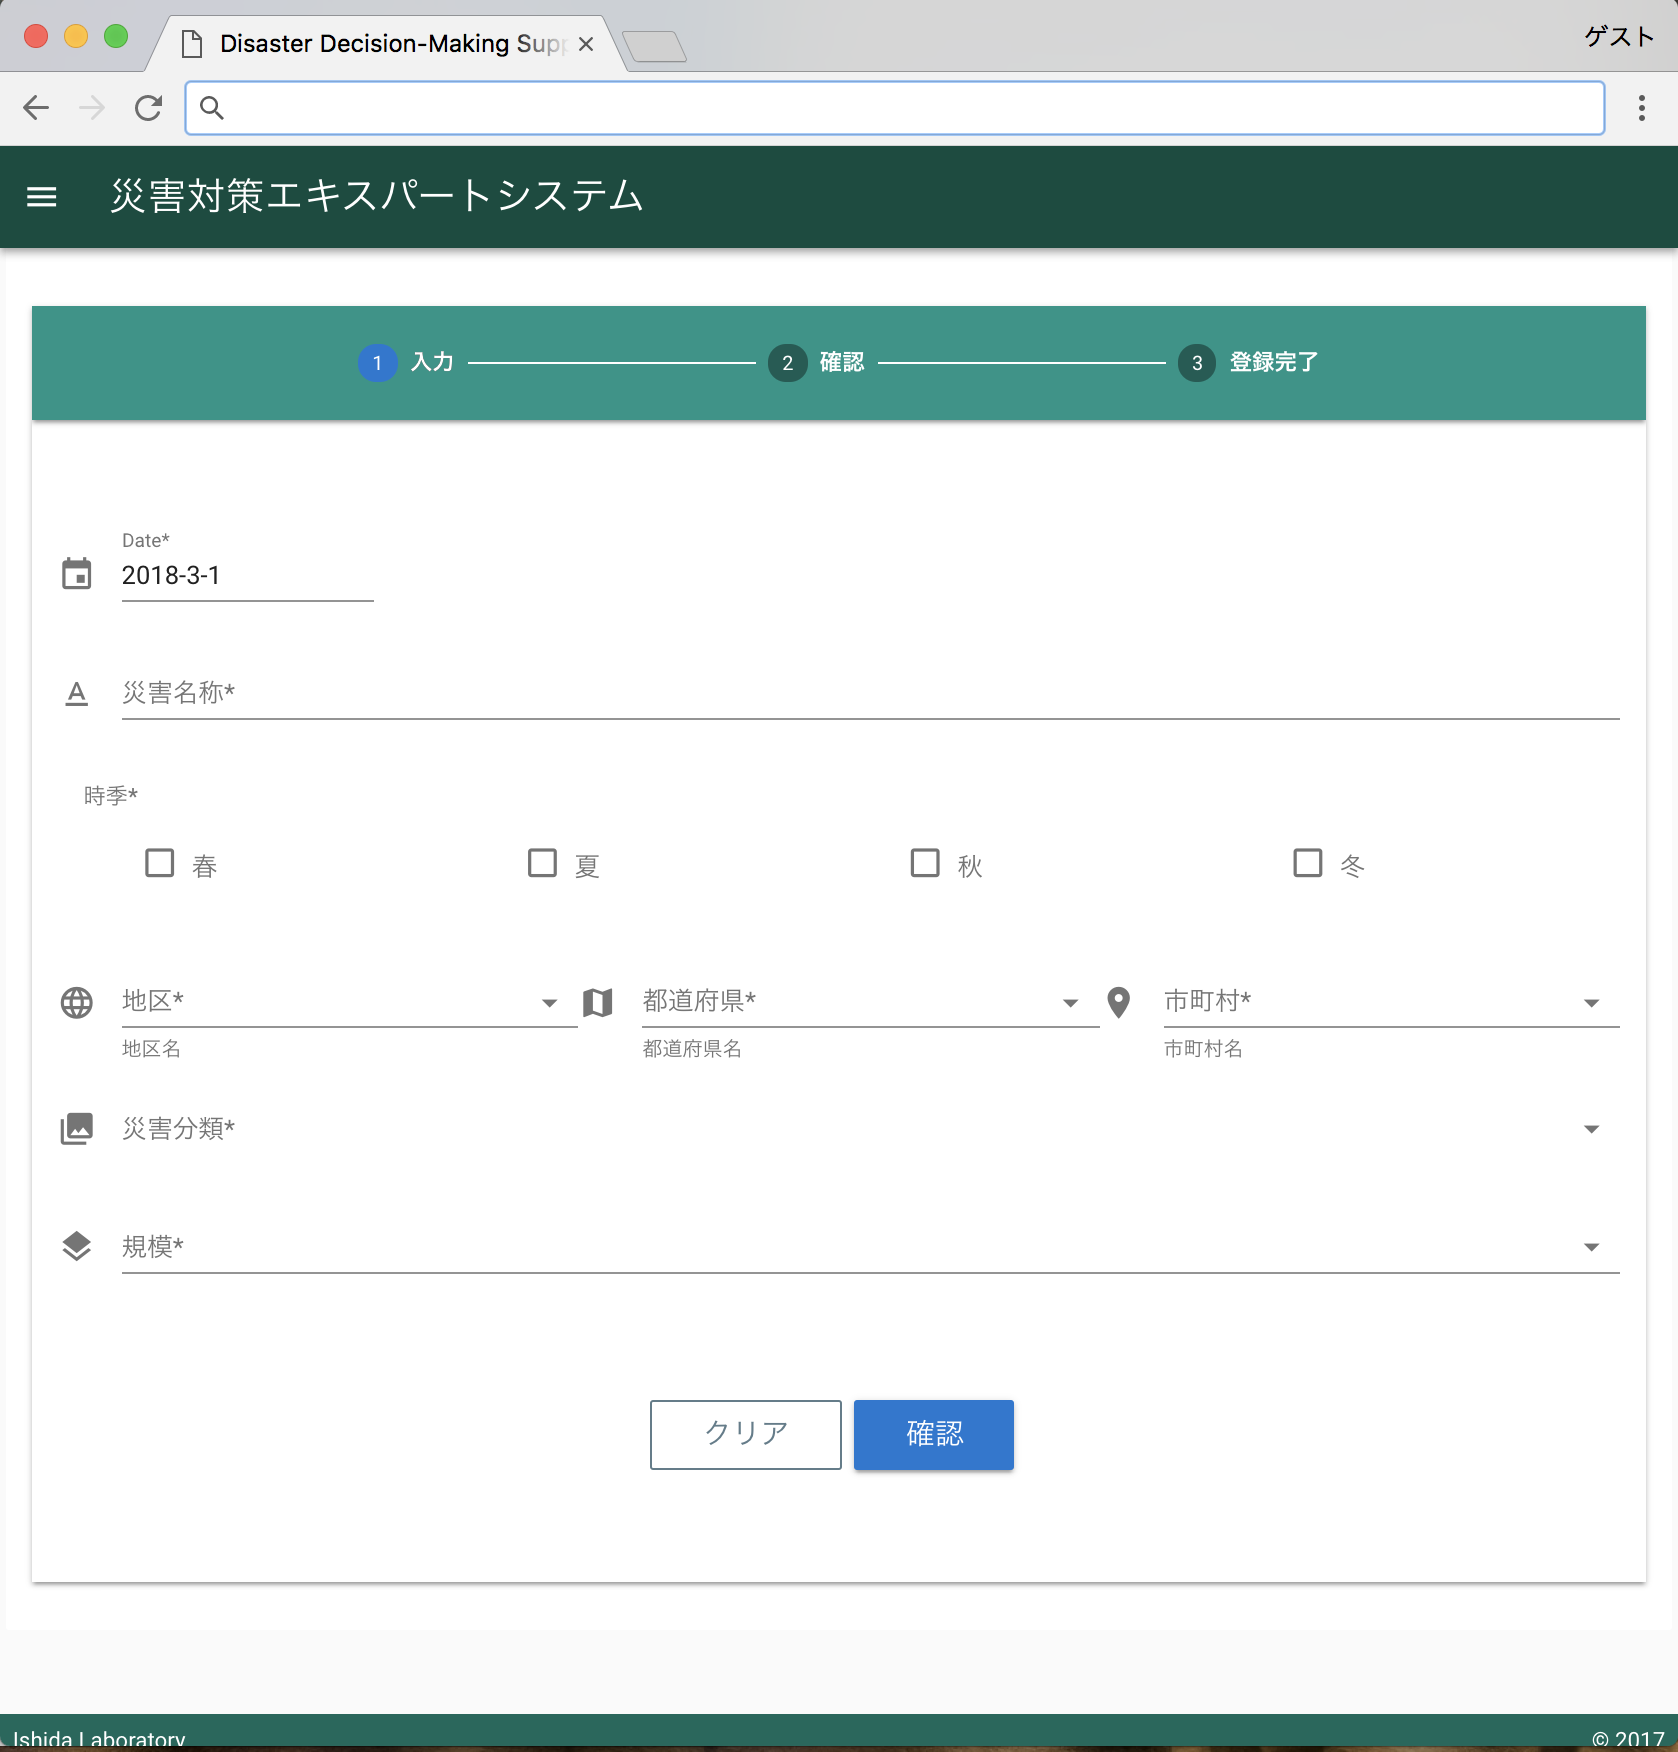 Disaster Decision-Making Supp
ゲスト
災害対策エキスパートシステム
1 入力 2 確認 3 登録完了
Date*
2018-3-1
A 災害名称*
時季*
春 夏 秋 冬
地区* 都道府県* 市町村*
地区名 都道府県名 市町村名
災害分類*
規模*
クリア 確認
Ishida Laboratory © 2017